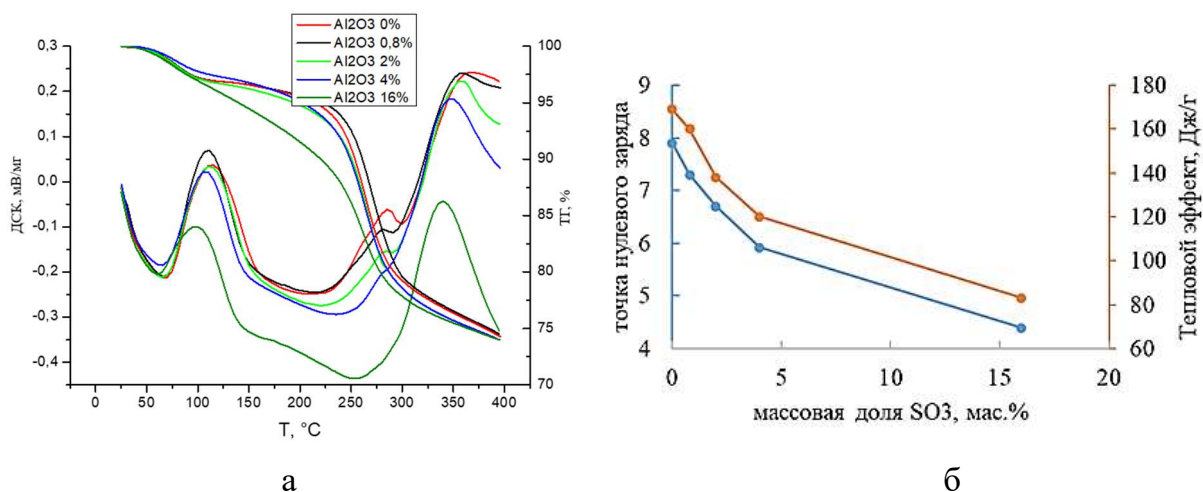 Al2O3 0%
Al2O3 0,8%
Al2O3 2%
Al2O3 4%
Al2O3 16%
0,3
0,2
0,1
0,0
-0,1
-0,2
-0,3
-0,4
ДСК, мВ/мг
100
95
90
85
80
75
70
ТГ, %
0 50 100 150 200 250 300 350 400
T, °C
а
9
8
7
6
5
4
точка нулевого заряда
180
160
140
120
100
80
60
Тепловой эффект, Дж/г
0 5 10 15 20
массовая доля SO3, мас.%
б